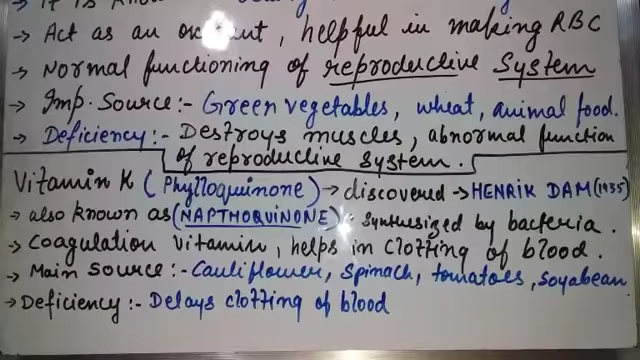 → It is
→ Act as an oxidant, helpful in making RBC
→ Normal functioning of reproductive System
→ Imp. Source:- Green vegetables, wheat, animal food.
→ Deficiency:- Destroys muscles, abnormal function
of reproductive system.
Vitamin K (Phylloquinone) → discovered → HENRIK DAM (1935)
→ also known as (NAPTHOQUINONE) synthesized by bacteria.
→ Coagulation vitamin, helps in clotting of blood.
→ Main Source:- Cauliflower, Spinach, tomatoes, Soyabean
→ Deficiency:- Delays clotting of blood